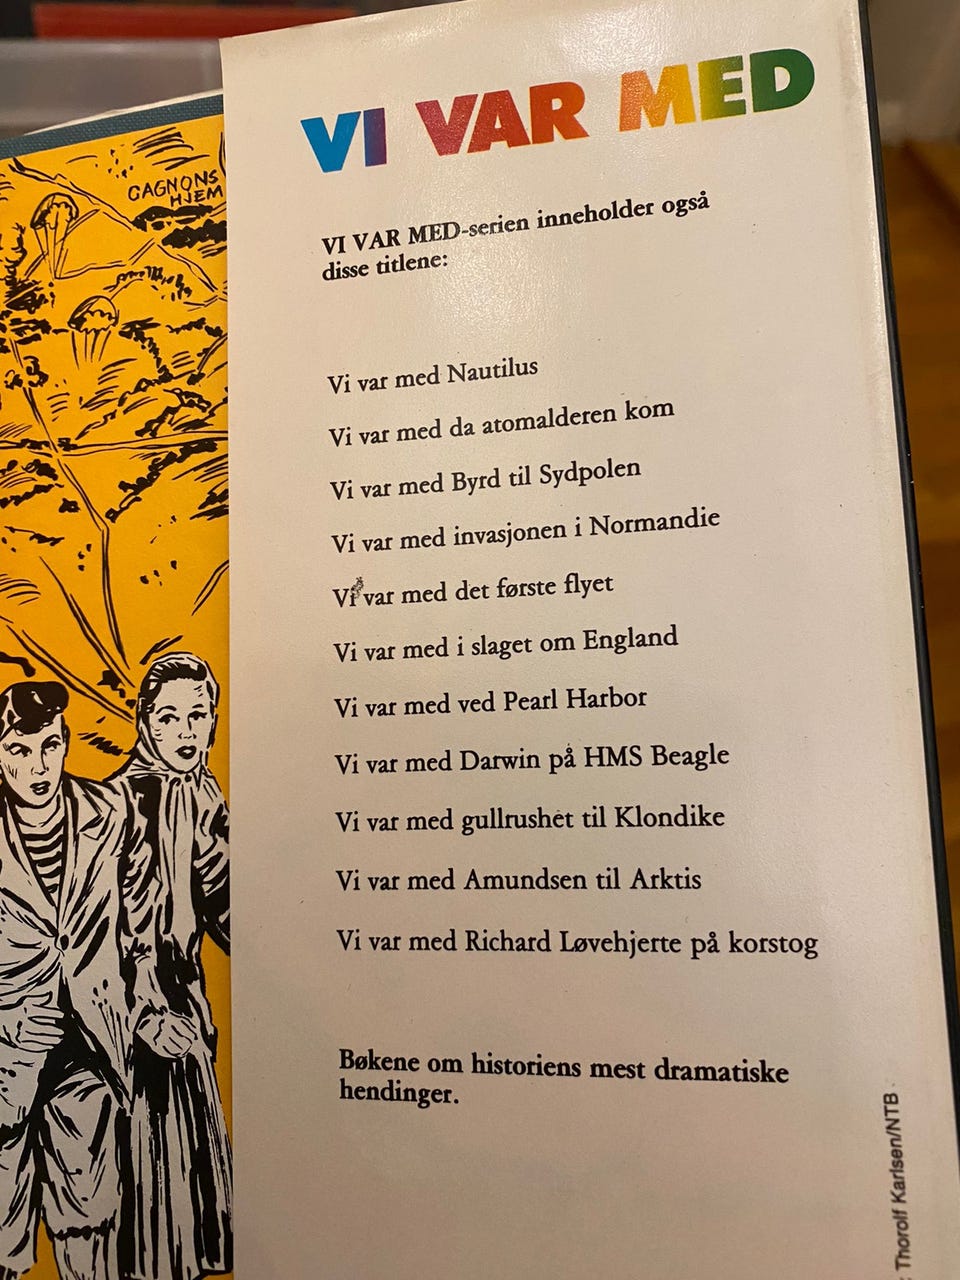 GAGNONS
HJEM
VI VAR MED
VI VAR MED-serien inneholder også
disse titlene:
Vi var med Nautilus
Vi var med da atomalderen kom
Vi var med Byrd til Sydpolen
Vi var med invasjonen i Normandie
Vi var med det første flyet
Vi var med i slaget om England
Vi var med ved Pearl Harbor
Vi var med Darwin på HMS Beagle
Vi var med gullrushet til Klondike
Vi var med Amundsen til Arktis
Vi var med Richard Løvehjerte på korstog
Bøkene om historiens mest dramatiske
hendinger.
Thorolf Karlsen/NTB